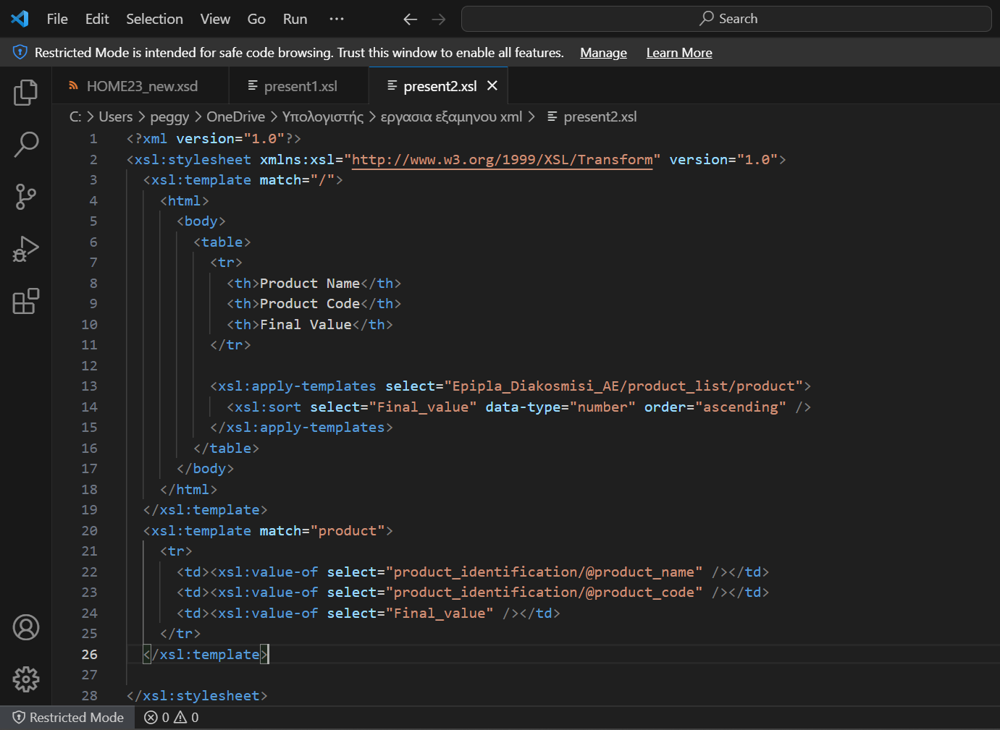 File Edit Selection View Go Run ··· Search
Restricted Mode is intended for safe code browsing. Trust this window to enable all features. Manage Learn More
HOME23_new.xsd present1.xsl present2.xsl
C: > Users > peggy > OneDrive > Υπολογιστής > εργασια εξαμηνου xml > present2.xsl
1 <?xml version="1.0"?>
2 <xsl:stylesheet xmlns:xsl="http://www.w3.org/1999/XSL/Transform" version="1.0">
3 <xsl:template match="/">
4 <html>
5 <body>
6 <table>
7 <tr>
8 <th>Product Name</th>
9 <th>Product Code</th>
10 <th>Final Value</th>
11 </tr>
12
13 <xsl:apply-templates select="Epipla_Diakosmisi_AE/product_list/product">
14 <xsl:sort select="Final_value" data-type="number" order="ascending" />
15 </xsl:apply-templates>
16 </table>
17 </body>
18 </html>
19 </xsl:template>
20 <xsl:template match="product">
21 <tr>
22 <td><xsl:value-of select="product_identification/@product_name" /></td>
23 <td><xsl:value-of select="product_identification/@product_code" /></td>
24 <td><xsl:value-of select="Final_value" /></td>
25 </tr>
26 </xsl:template>
27
28 </xsl:stylesheet>
Restricted Mode 0 0